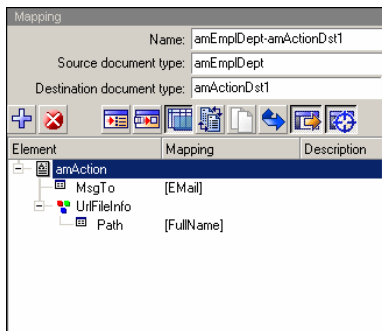 Mapping
Name: amEmplDept-amActionDst1
Source document type: amEmplDept
Destination document type: amActionDst1
Element Mapping Description
amAction
MsgTo [EMail]
UrlFileInfo
Path [FullName]